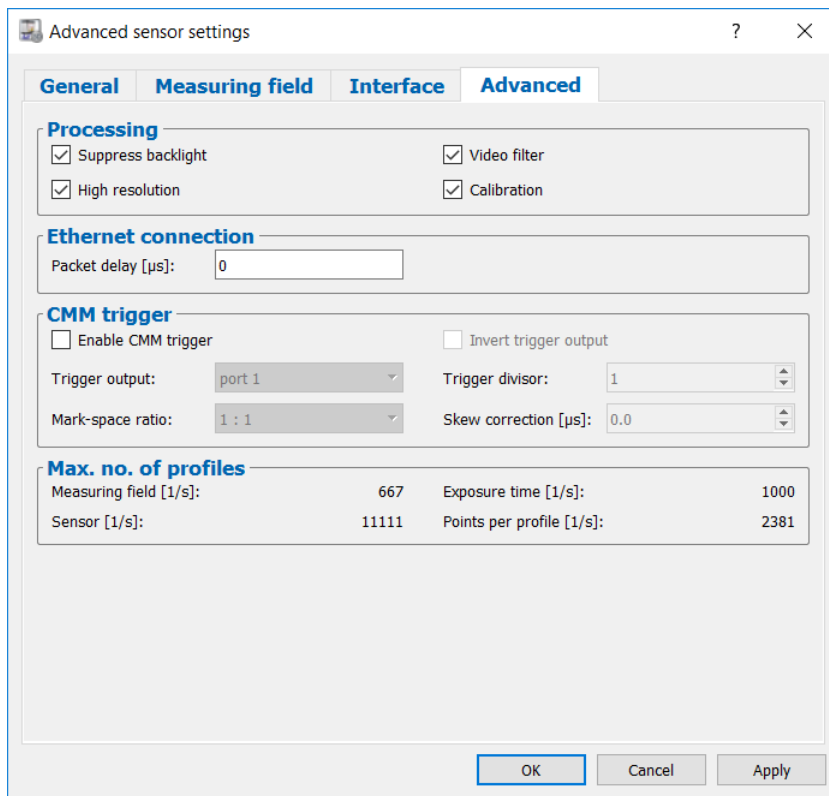 Advanced sensor settings ?
General Measuring field Interface Advanced
Processing
Suppress backlight Video filter
High resolution Calibration
Ethernet connection
Packet delay [µs]: 0
CMM trigger
Enable CMM trigger Invert trigger output
Trigger output: port 1 Trigger divisor: 1
Mark-space ratio: 1 : 1 Skew correction [µs]: 0.0
Max. no. of profiles
Measuring field [1/s]: 667 Exposure time [1/s]: 1000
Sensor [1/s]: 11111 Points per profile [1/s]: 2381
OK Cancel Apply